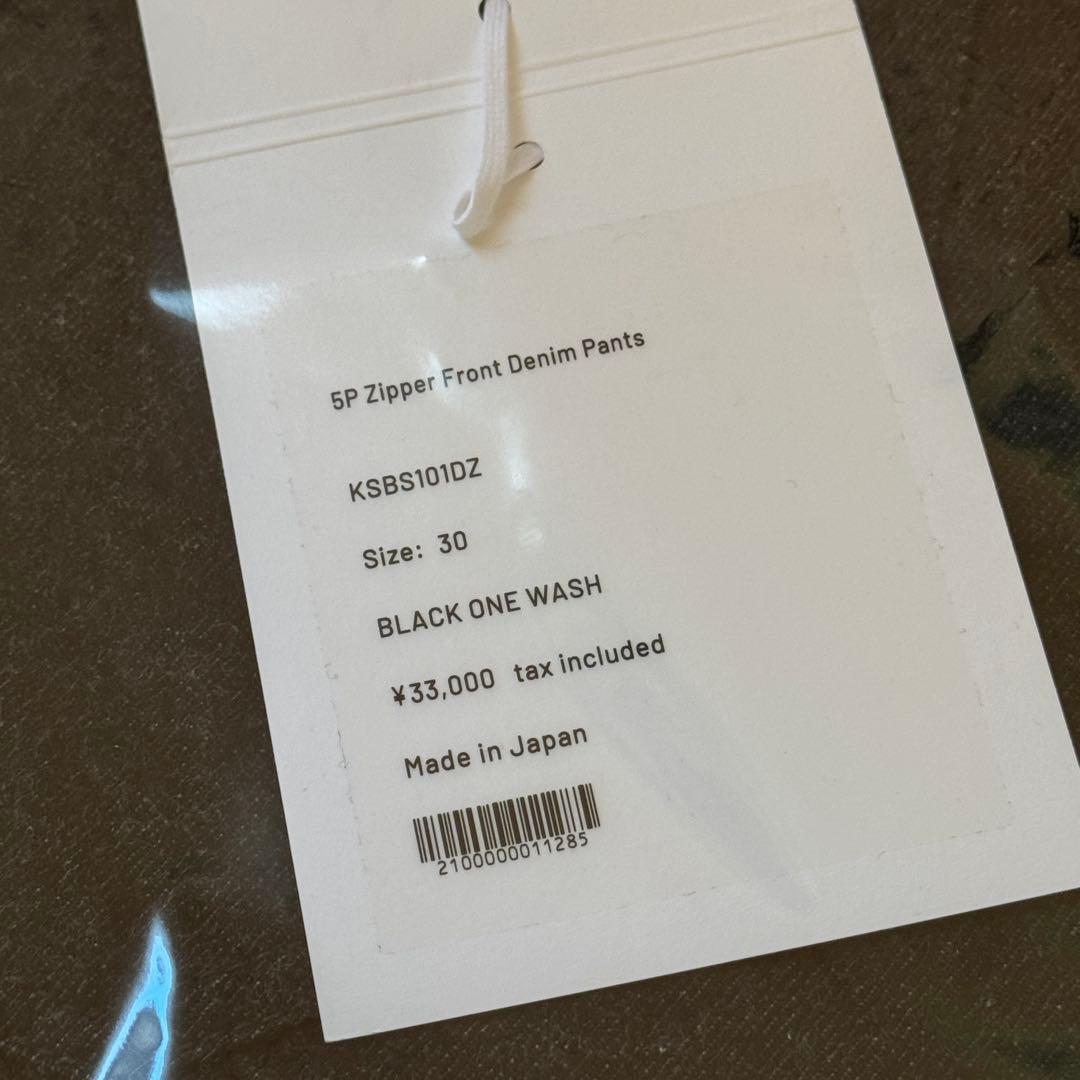 5P Zipper Front Denim Pants
KSBS101DZ
Size: 30
BLACK ONE WASH
¥33,000 tax included
Made in Japan
2100000011285